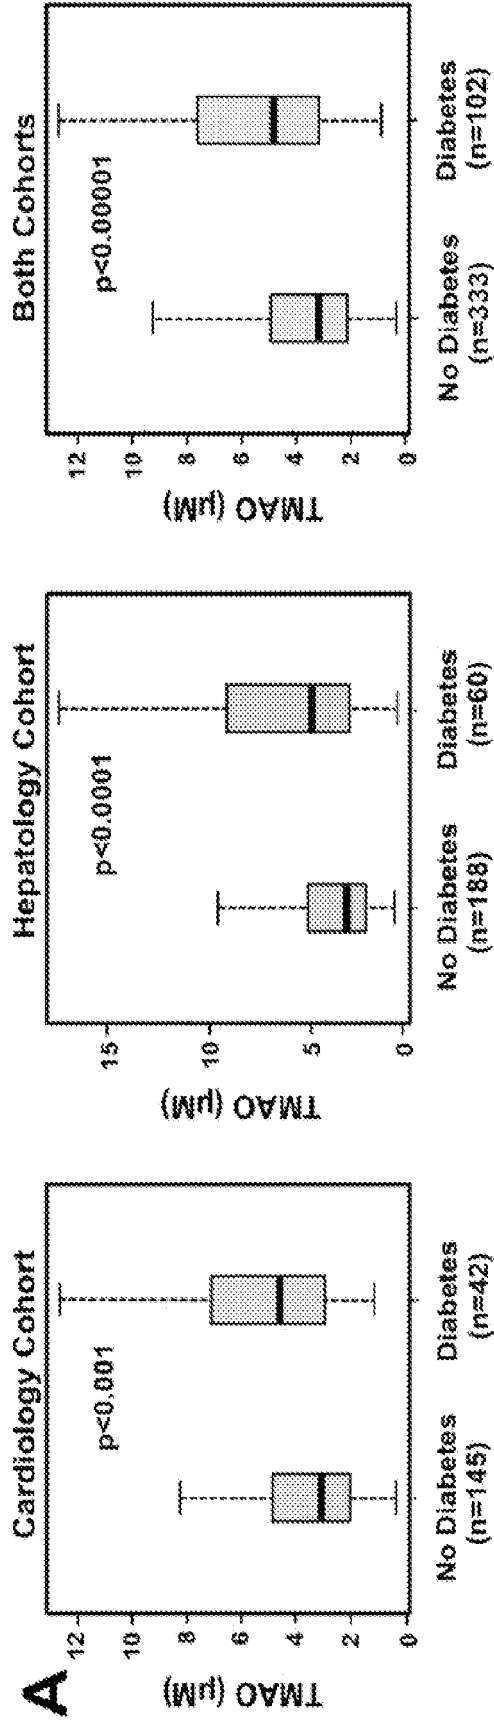 A
Cardiology Cohort
p<0.001
TMAO (µM)
12
10
8
6
4
2
0
No Diabetes
(n=145)
Diabetes
(n=42)
Hepatology Cohort
p<0.0001
TMAO (µM)
15
10
5
0
No Diabetes
(n=188)
Diabetes
(n=60)
Both Cohorts
p<0.00001
TMAO (µM)
12
10
8
6
4
2
0
No Diabetes
(n=333)
Diabetes
(n=102)